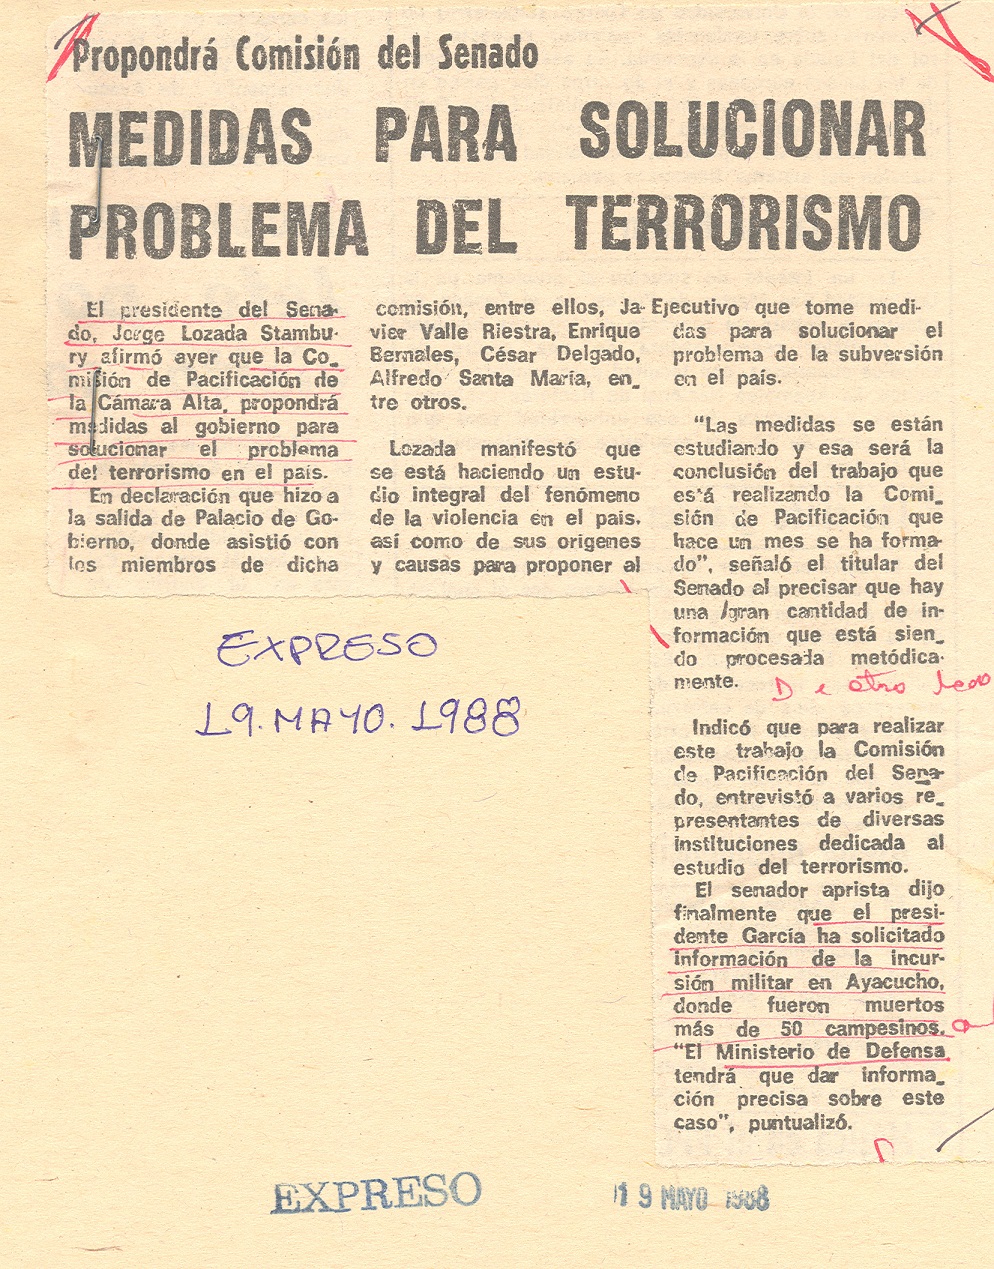 Propondrá Comisión del Senado
MEDIDAS PARA SOLUCIONAR
PROBLEMA DEL TERRORISMO
El presidente del Sena-
do, Jorge Lozada Stambu-
ry afirmó ayer que la Co_
misión de Pacificación de
la Cámara Alta, propondrá
medidas al gobierno para
solucionar el problema
del terrorismo en el país.
En declaración que hizo a
la salida de Palacio de Go-
bierno, donde asistió con
los miembros de dicha
comisión, entre ellos, Ja-
vier Valle Riestra, Enrique
Bernales, César Delgado,
Alfredo Santa María, en_
tre otros.
Lozada manifestó que
se está haciendo un estu-
dio integral del fenómeno
de la violencia en el país,
así como de sus orígenes
y causas para proponer al
Ejecutivo que tome medi-
das para solucionar el
problema de la subversión
en el país.
"Las medidas se están
estudiando y esa será la
conclusión del trabajo que
está realizando la Comi_
sión de Pacificación que
hace un mes se ha forma-
do", señaló el titular del
Senado al precisar que hay
una gran cantidad de in-
formación que está sien_
do procesada metódica-
mente.
De otro lado
Indicó que para realizar
este trabajo la Comisión
de Pacificación del Sena-
do, entrevistó a varios re_
presentantes de diversas
instituciones dedicada al
estudio del terrorismo.
El senador aprista dijo
finalmente que el presi-
dente García ha solicitado
información de la incur-
sión militar en Ayacucho,
donde fueron muertos
más de 50 campesinos.
"El Ministerio de Defensa
tendrá que dar informa_
ción precisa sobre este
caso", puntualizó.
EXPRESO
19.MAYO.1988
EXPRESO
19 MAYO 1988